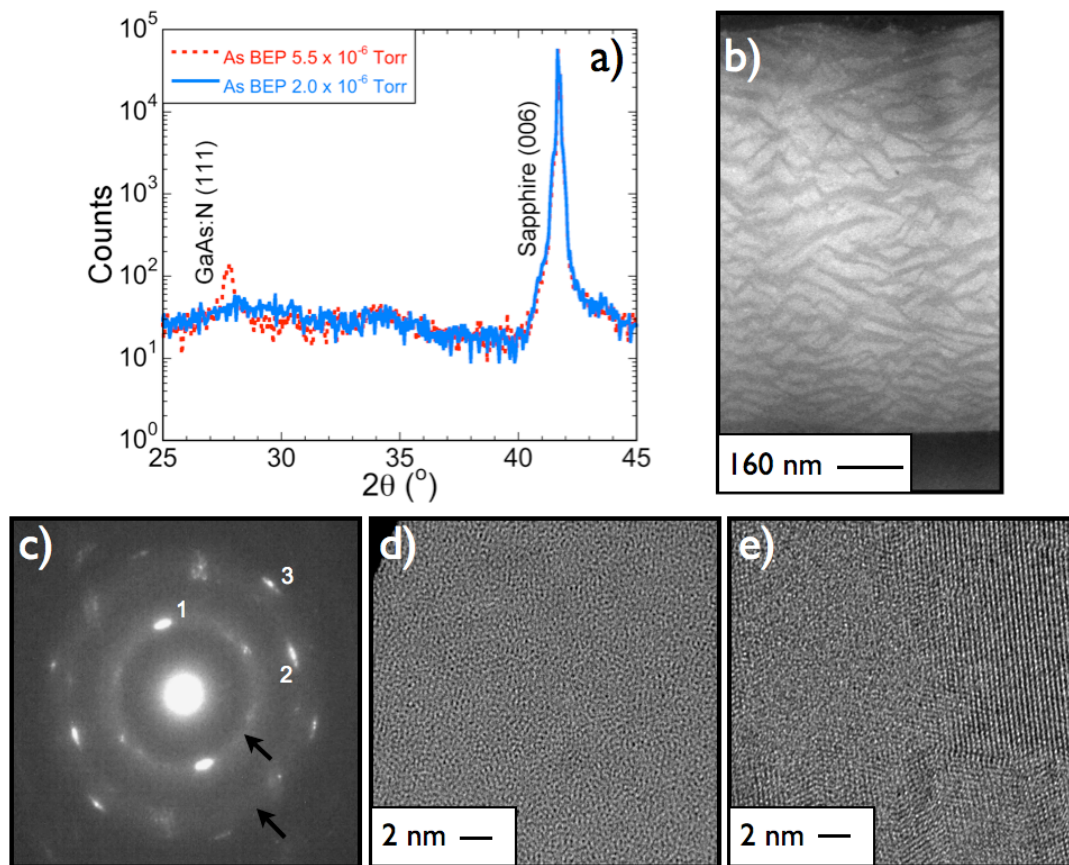 As BEP 5.5 x 10⁻⁶ Torr
As BEP 2.0 x 10⁻⁶ Torr
a)
10⁵
10⁴
10³
10²
10¹
10⁰
Counts
GaAs:N (111)
Sapphire (006)
25 30 35 40 45
2θ (°)
b)
160 nm
c)
1
2
3
d)
2 nm
e)
2 nm